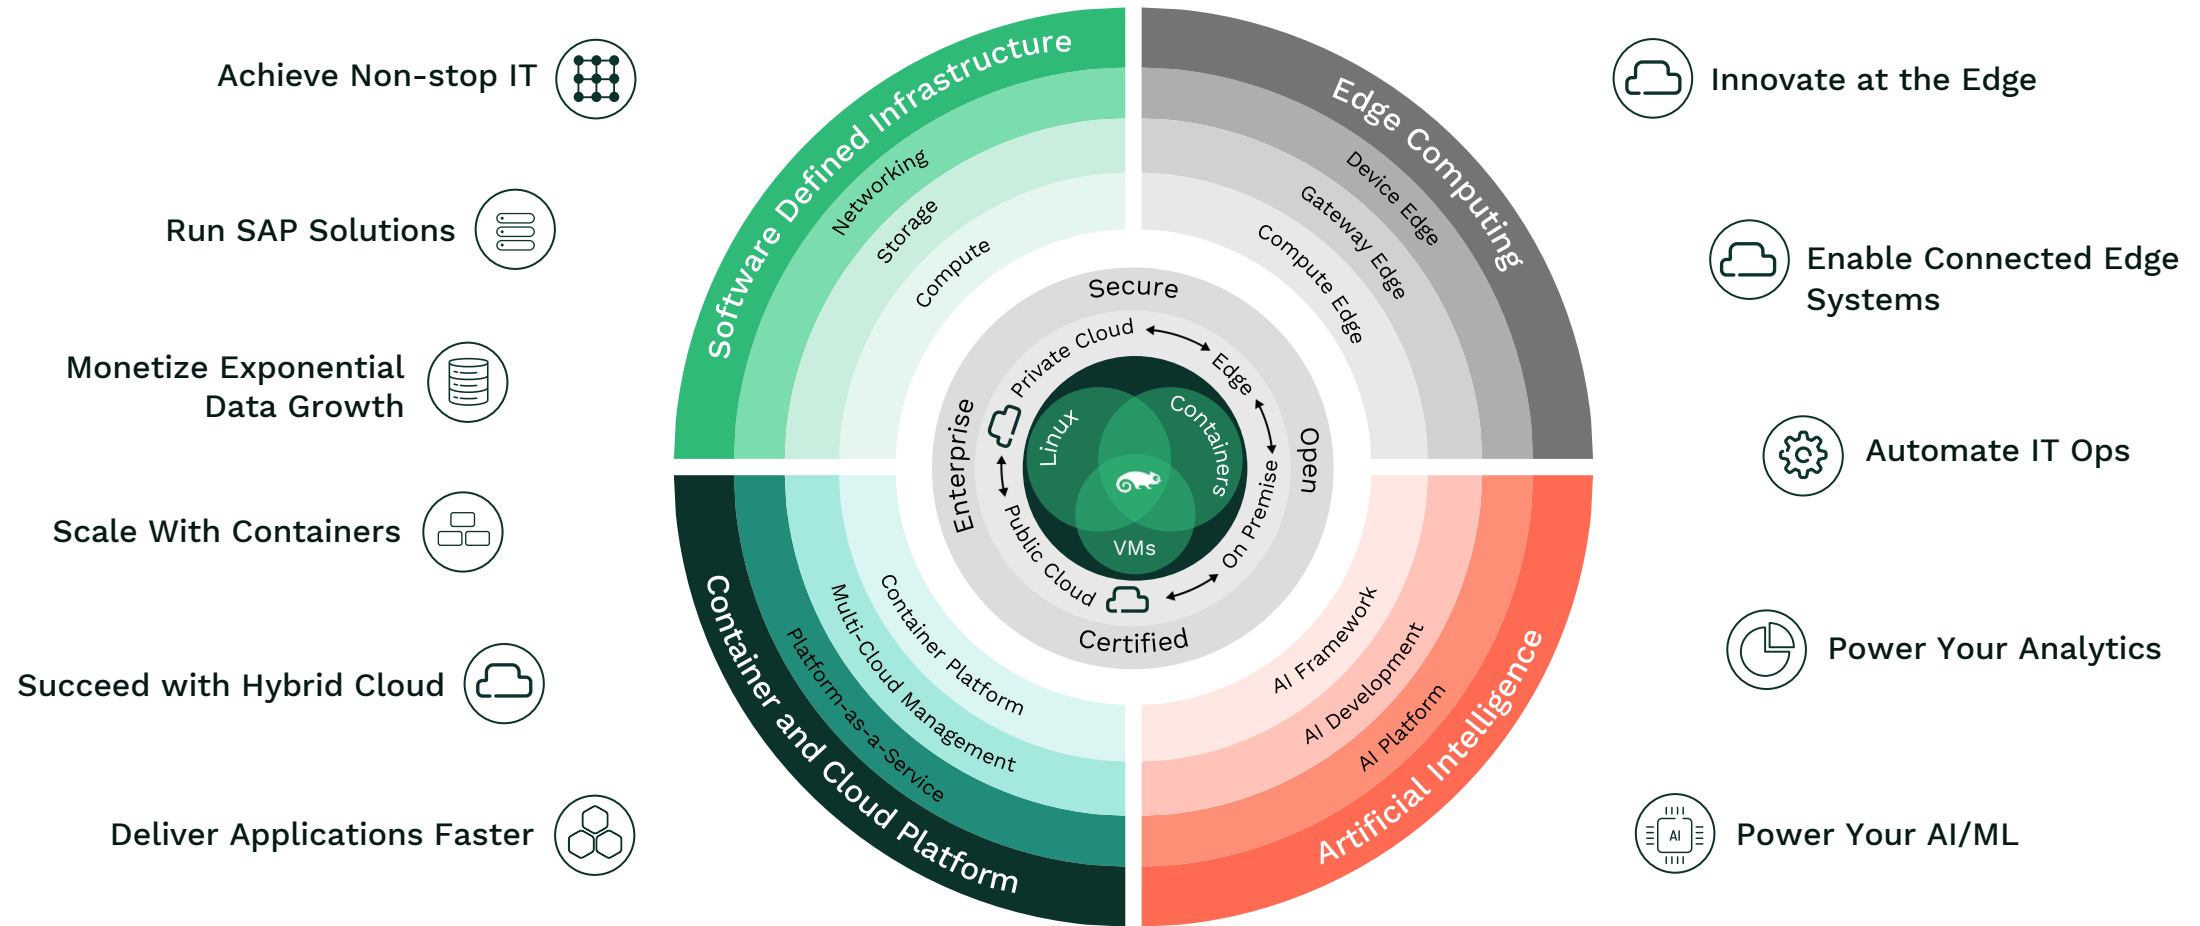 Achieve Non-stop IT
Run SAP Solutions
Monetize Exponential
Data Growth
Scale With Containers
Succeed with Hybrid Cloud
Deliver Applications Faster
Software Defined Infrastructure
Networking
Storage
Compute
Edge Computing
Device Edge
Gateway Edge
Compute Edge
Secure
Enterprise
Open
Certified
Private Cloud
Edge
On Premise
Public Cloud
Linux
Containers
VMs
Container Platform
Multi-Cloud Management
Platform-as-a-Service
Container and Cloud Platform
AI Framework
AI Development
AI Platform
Artificial Intelligence
Innovate at the Edge
Enable Connected Edge
Systems
Automate IT Ops
Power Your Analytics
AI
Power Your AI/ML